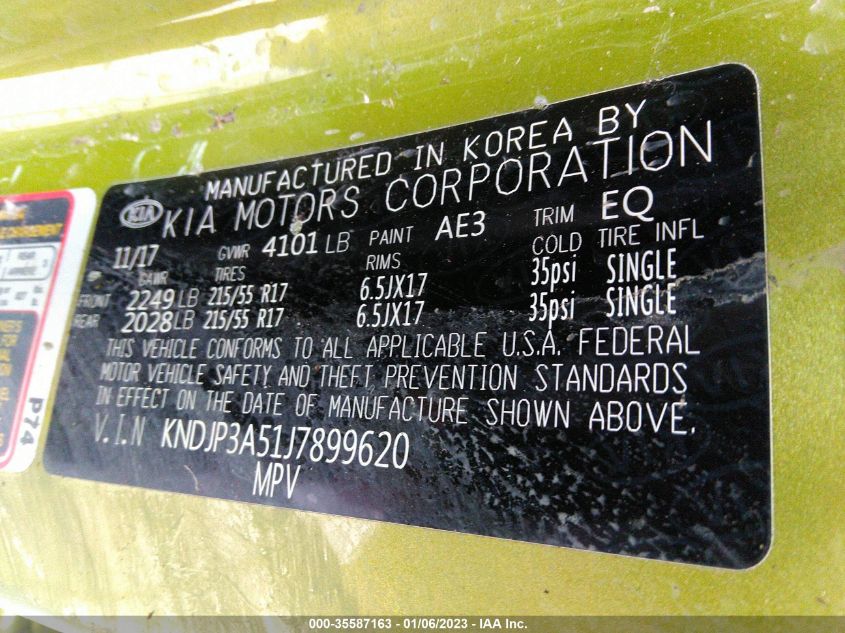 MANUFACTURED IN KOREA BY
KIA KIA MOTORS CORPORATION
11/17 GVWR 4101 LB PAINT AE3 TRIM EQ
GAWR TIRES RIMS COLD TIRE INFL
FRONT 2249 LB 215/55 R17 6.5JX17 35psi SINGLE
REAR 2028 LB 215/55 R17 6.5JX17 35psi SINGLE
THIS VEHICLE CONFORMS TO ALL APPLICABLE U.S.A. FEDERAL
MOTOR VEHICLE SAFETY AND THEFT PREVENTION STANDARDS
IN EFFECT ON THE DATE OF MANUFACTURE SHOWN ABOVE.
V.I.N KNDJP3A51J7899620
MPV
P74
000-35587163 - 01/06/2023 - IAA Inc.